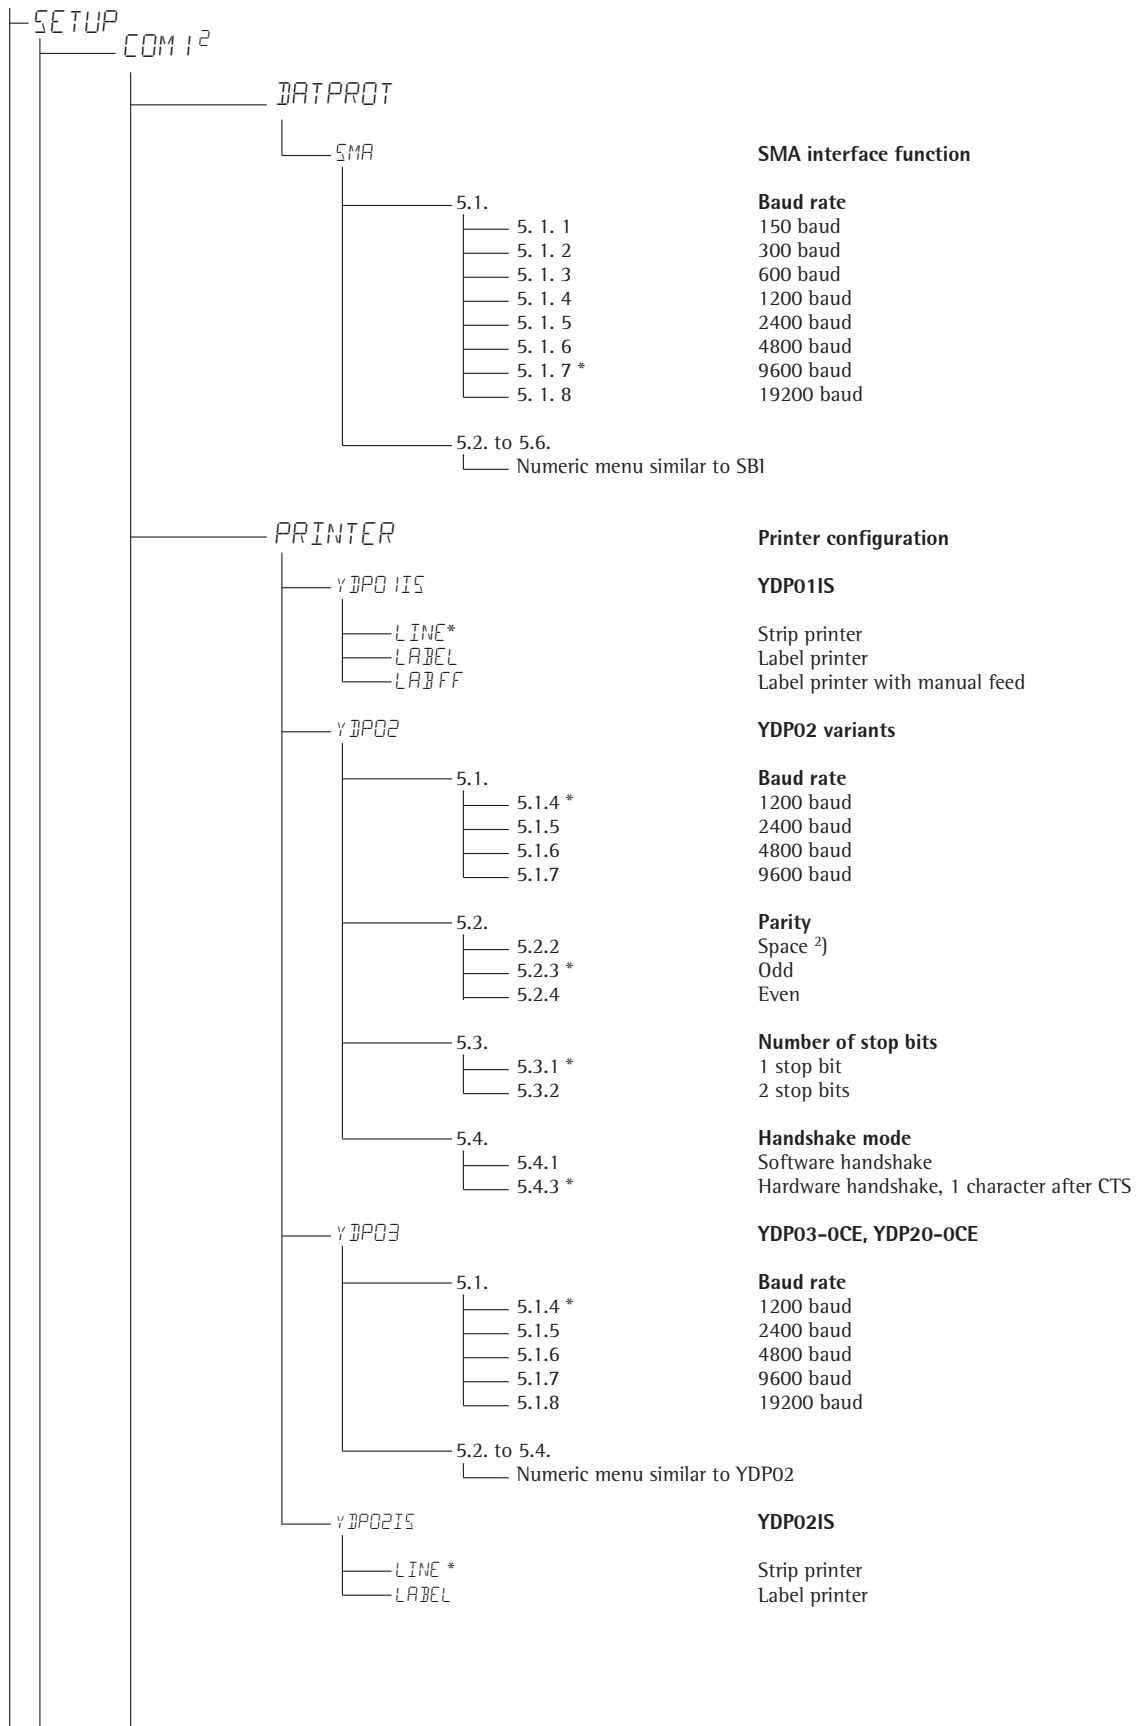 SETUP
COM 1²
DATPROT
SMA SMA interface function
5.1. Baud rate
5. 1. 1 150 baud
5. 1. 2 300 baud
5. 1. 3 600 baud
5. 1. 4 1200 baud
5. 1. 5 2400 baud
5. 1. 6 4800 baud
5. 1. 7 * 9600 baud
5. 1. 8 19200 baud
5.2. to 5.6.
Numeric menu similar to SBI
PRINTER Printer configuration
YDP01IS YDP01IS
LINE* Strip printer
LABEL Label printer
LABFF Label printer with manual feed
YDP02 YDP02 variants
5.1. Baud rate
5.1.4 * 1200 baud
5.1.5 2400 baud
5.1.6 4800 baud
5.1.7 9600 baud
5.2. Parity
5.2.2 Space ²)
5.2.3 * Odd
5.2.4 Even
5.3. Number of stop bits
5.3.1 * 1 stop bit
5.3.2 2 stop bits
5.4. Handshake mode
5.4.1 Software handshake
5.4.3 * Hardware handshake, 1 character after CTS
YDP03 YDP03-0CE, YDP20-0CE
5.1. Baud rate
5.1.4 * 1200 baud
5.1.5 2400 baud
5.1.6 4800 baud
5.1.7 9600 baud
5.1.8 19200 baud
5.2. to 5.4.
Numeric menu similar to YDP02
YDP02IS YDP02IS
LINE * Strip printer
LABEL Label printer